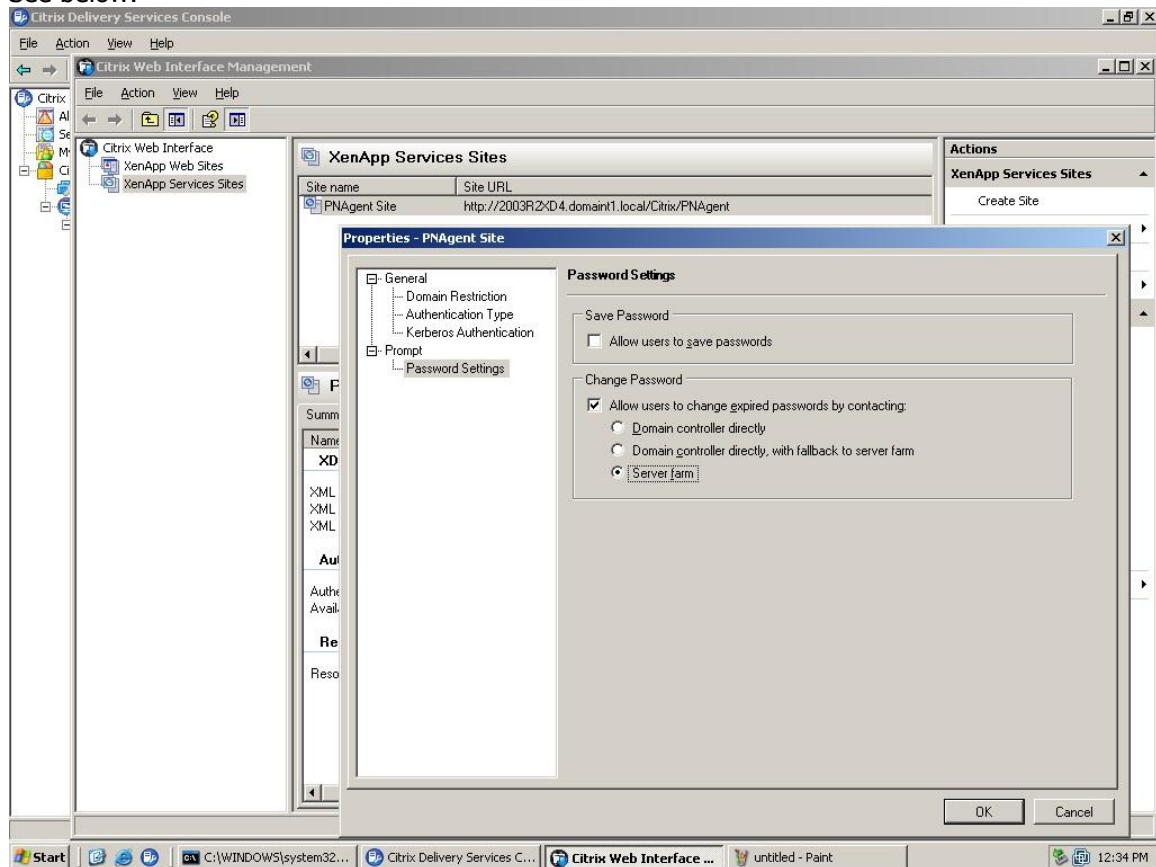 Citrix Delivery Services Console
File Action View Help
Citrix Web Interface Management
File Action View Help
Citrix
Al
Se
M
Ci
Citrix Web Interface
XenApp Web Sites
XenApp Services Sites
XenApp Services Sites
Site name Site URL
PNAgent Site http://2003R2XD4.domaint1.local/Citrix/PNAgent
Actions
XenApp Services Sites
Create Site
Properties - PNAgent Site
General
Domain Restriction
Authentication Type
Kerberos Authentication
Prompt
Password Settings
Password Settings
Save Password
Allow users to save passwords
Change Password
Allow users to change expired passwords by contacting:
Domain controller directly
Domain controller directly, with fallback to server farm
Server farm
P
Summ
Name
XD
XML
XML
XML
Aut
Authe
Avail
Re
Reso
OK Cancel
Start C:\WINDOWS\system32... Citrix Delivery Services C... Citrix Web Interface ... untitled - Paint 12:34 PM